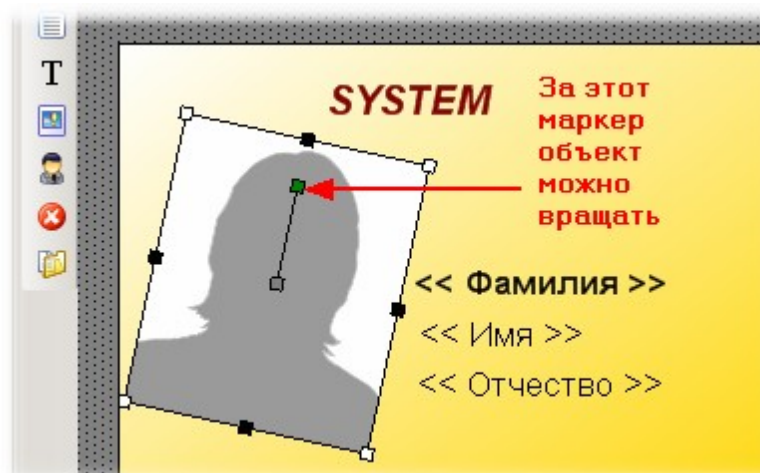 T
SYSTEM
За этот
маркер
объект
можно
вращать
<< Фамилия >>
<< Имя >>
<< Отчество >>